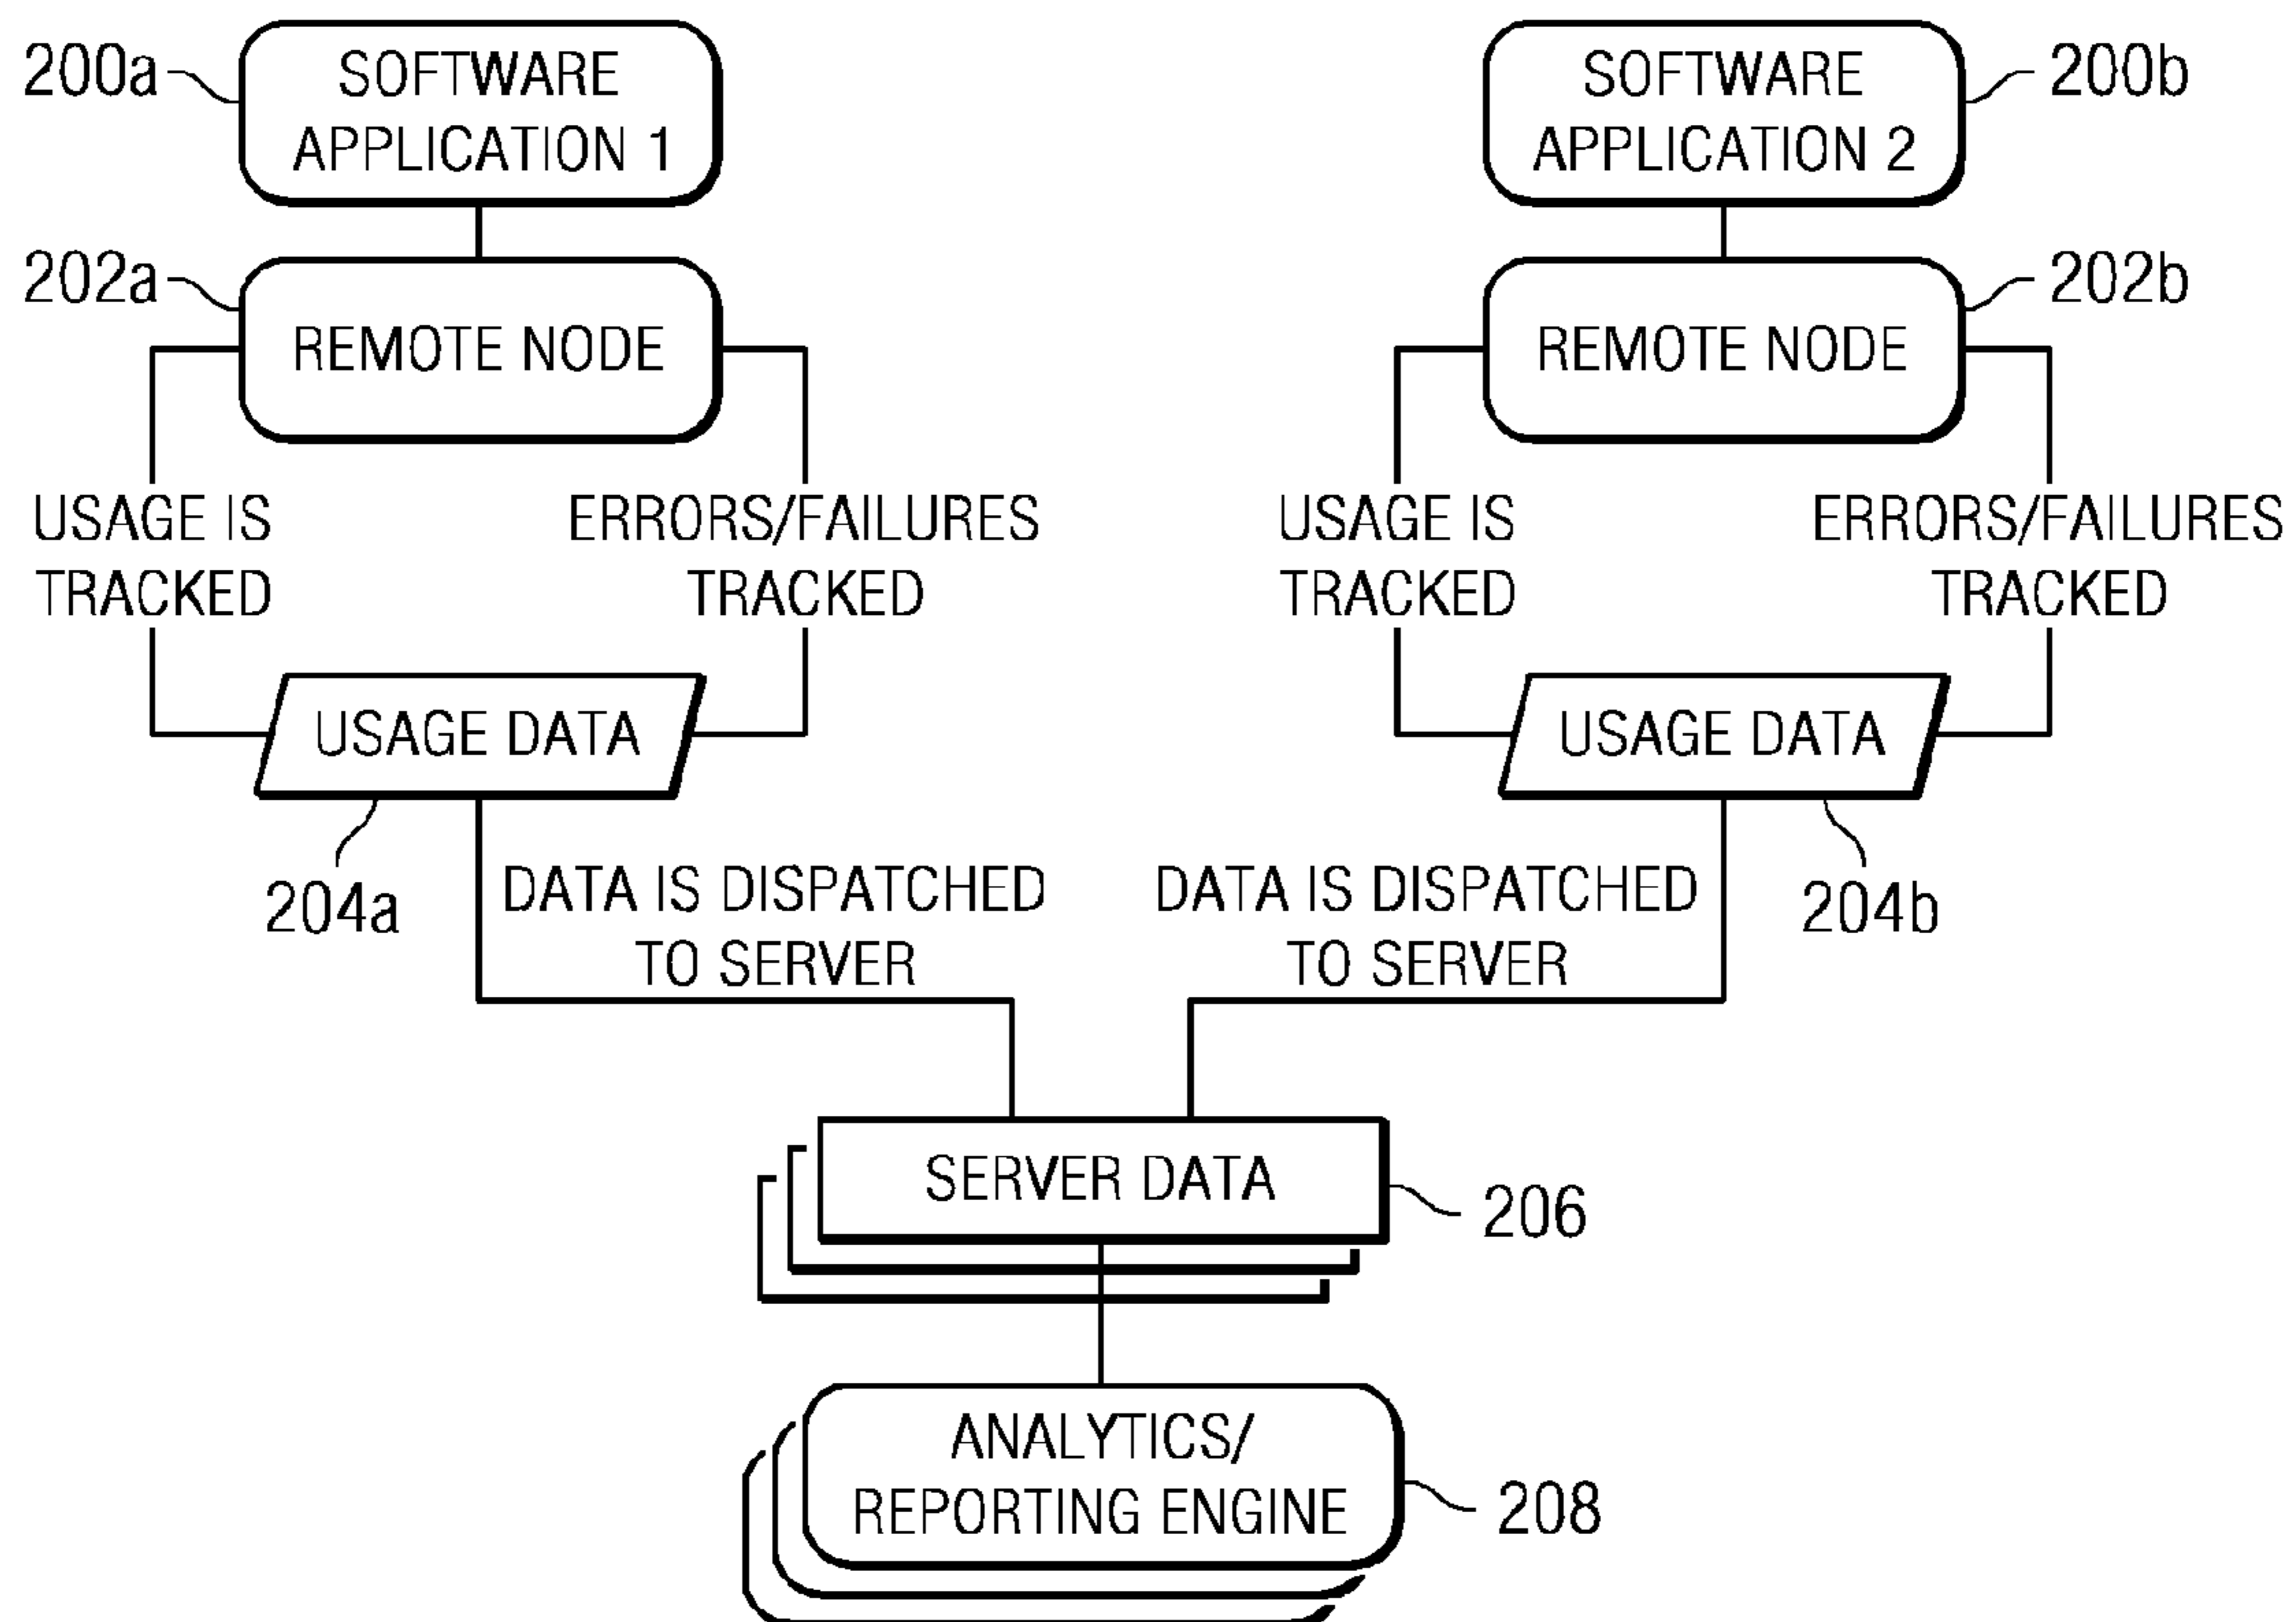 200a
SOFTWARE
APPLICATION 1
SOFTWARE
APPLICATION 2
200b
202a
REMOTE NODE
REMOTE NODE
202b
USAGE IS
TRACKED
ERRORS/FAILURES
TRACKED
USAGE IS
TRACKED
ERRORS/FAILURES
TRACKED
USAGE DATA
USAGE DATA
204a
DATA IS DISPATCHED
TO SERVER
DATA IS DISPATCHED
TO SERVER
204b
SERVER DATA
206
ANALYTICS/
REPORTING ENGINE
208